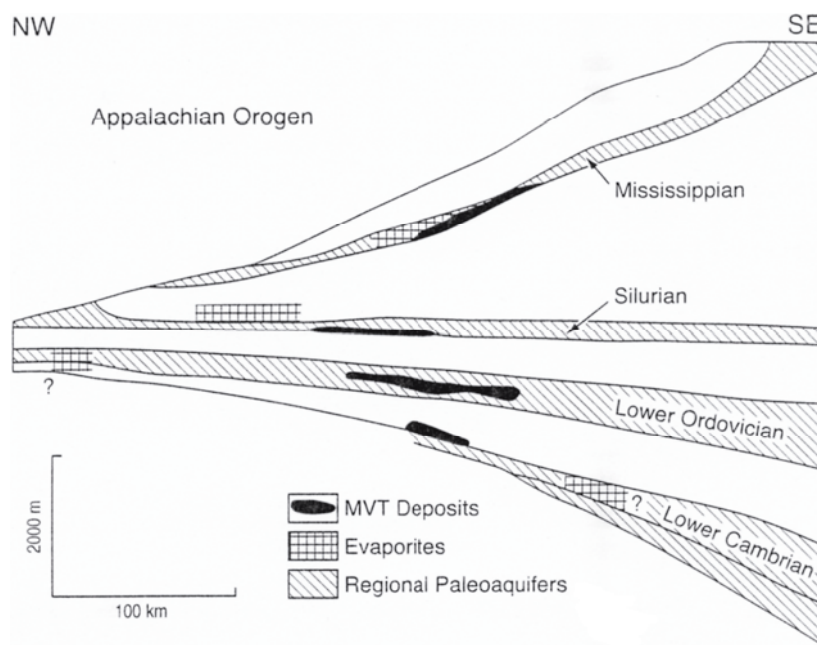 NW
SE
Appalachian Orogen
Mississippian
Silurian
?
Lower Ordovician
?
Lower Cambrian
2000 m
100 km
MVT Deposits
Evaporites
Regional Paleoaquifers